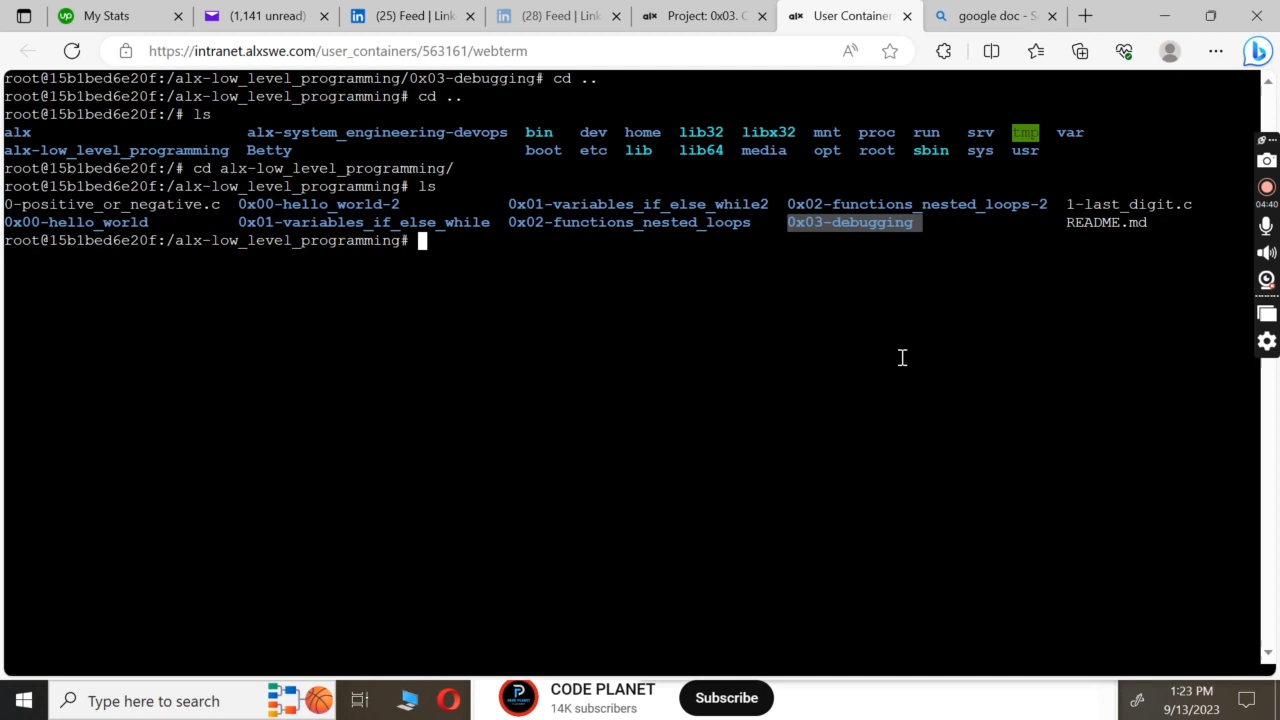 My Stats
(1,141 unread)
(25) Feed | Link
(28) Feed | Link
Project: 0x03. C
User Container
google doc - S
https://intranet.alxswe.com/user_containers/563161/webterm
root@15b1bed6e20f:/alx-low_level_programming/0x03-debugging# cd ..
root@15b1bed6e20f:/alx-low_level_programming# cd ..
root@15b1bed6e20f:/# ls
alx alx-system_engineering-devops bin dev home lib32 libx32 mnt proc run srv tmp var
alx-low_level_programming Betty boot etc lib lib64 media opt root sbin sys usr
root@15b1bed6e20f:/# cd alx-low_level_programming/
root@15b1bed6e20f:/alx-low_level_programming# ls
0-positive_or_negative.c 0x00-hello_world-2 0x01-variables_if_else_while2 0x02-functions_nested_loops-2 1-last_digit.c
0x00-hello_world 0x01-variables_if_else_while 0x02-functions_nested_loops 0x03-debugging README.md
root@15b1bed6e20f:/alx-low_level_programming#
04:40
Type here to search
CODE PLANET
14K subscribers
Subscribe
1:23 PM
9/13/2023